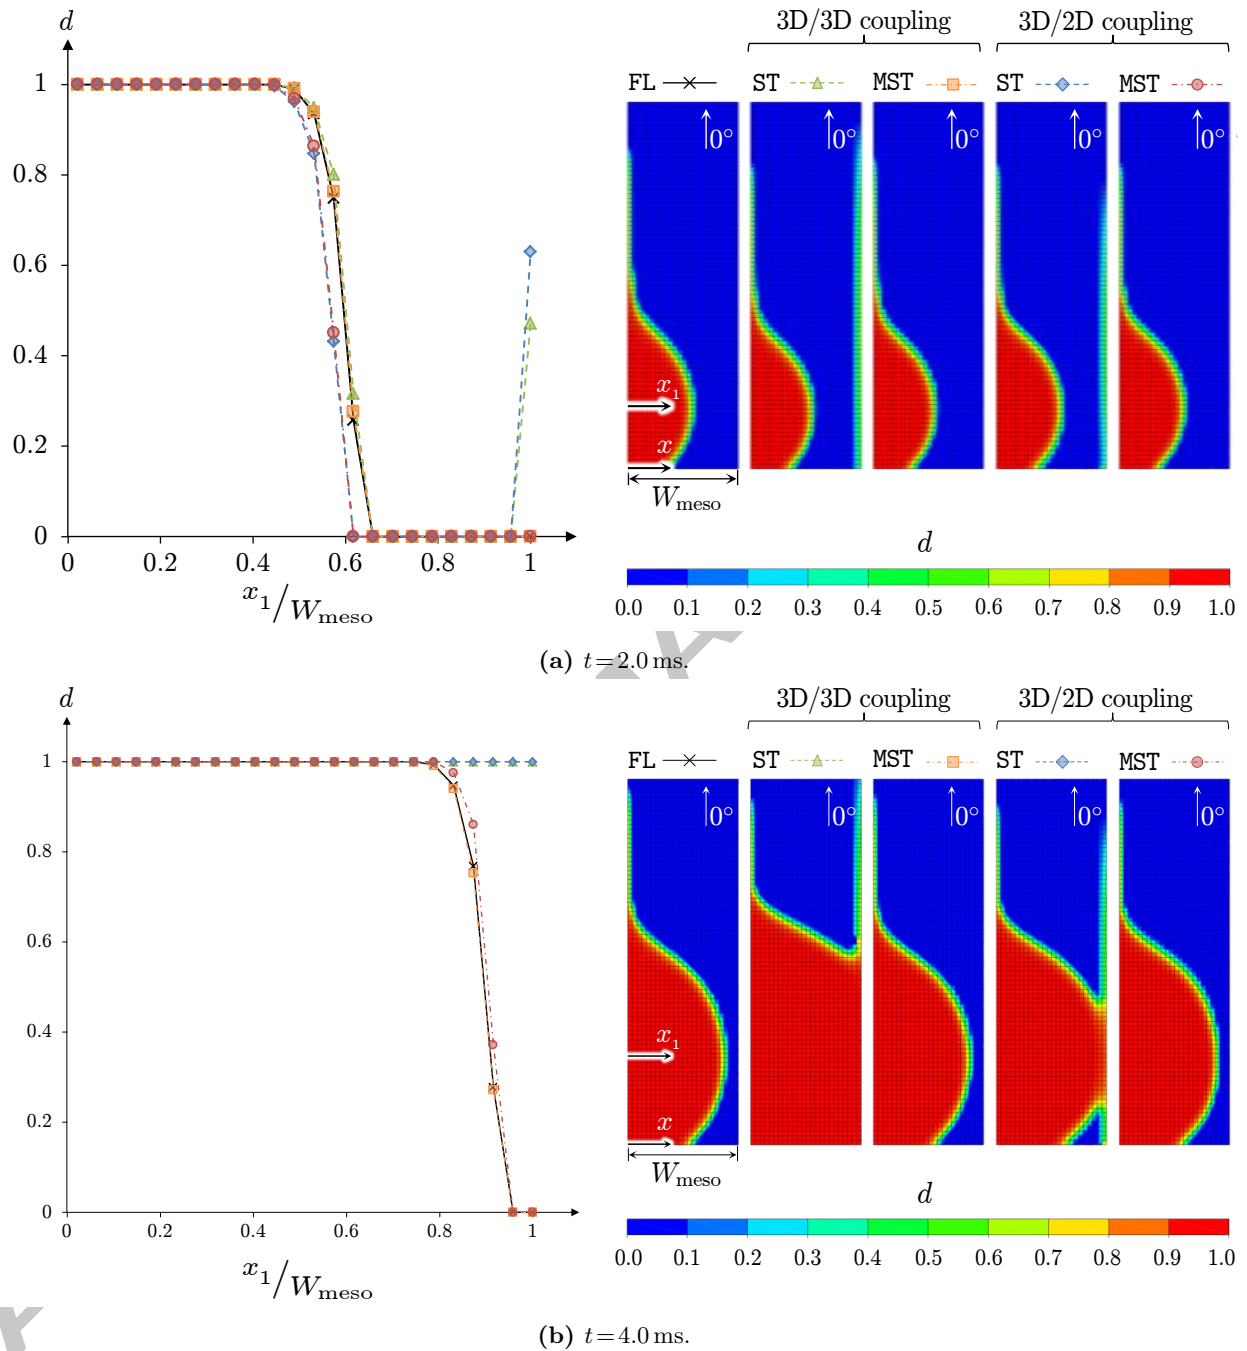 d
3D/3D coupling 3D/2D coupling
FL ST MST ST MST
1
0.8
0.6
0.4
0.2
0
0 0.2 0.4 0.6 0.8 1
x1/Wmeso
0° 0° 0° 0° 0°
x1
x
Wmeso
d
0.0 0.1 0.2 0.3 0.4 0.5 0.6 0.7 0.8 0.9 1.0
(a) t=2.0 ms.
d
3D/3D coupling 3D/2D coupling
FL ST MST ST MST
1
0.8
0.6
0.4
0.2
0
0 0.2 0.4 0.6 0.8 1
x1/Wmeso
0° 0° 0° 0° 0°
x1
x
Wmeso
d
0.0 0.1 0.2 0.3 0.4 0.5 0.6 0.7 0.8 0.9 1.0
(b) t=4.0 ms.